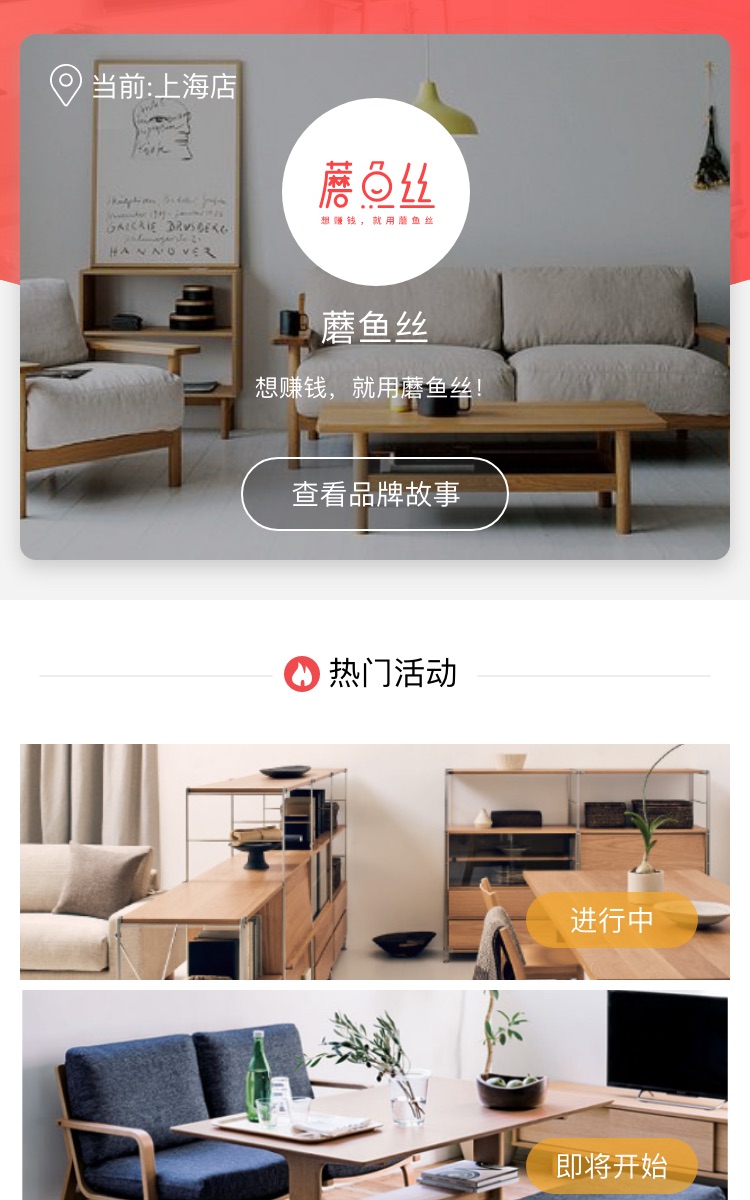 当前:上海店
蘑鱼丝
想赚钱，就用蘑鱼丝
蘑鱼丝
想赚钱，就用蘑鱼丝！
查看品牌故事
热门活动
进行中
即将开始
GALERIE BRUSBERG
HANNOVER